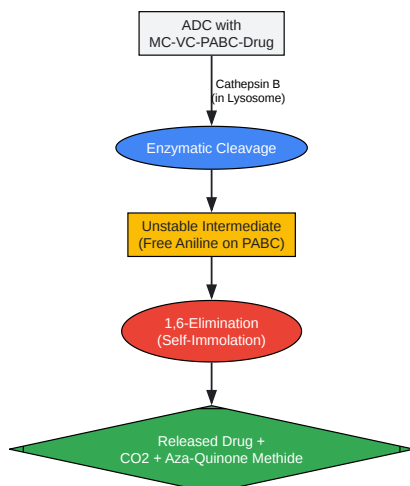 ADC with
MC-VC-PABC-Drug
Cathepsin B
(in Lysosome)
Enzymatic Cleavage
Unstable Intermediate
(Free Aniline on PABC)
1,6-Elimination
(Self-Immolation)
Released Drug +
CO2 + Aza-Quinone Methide